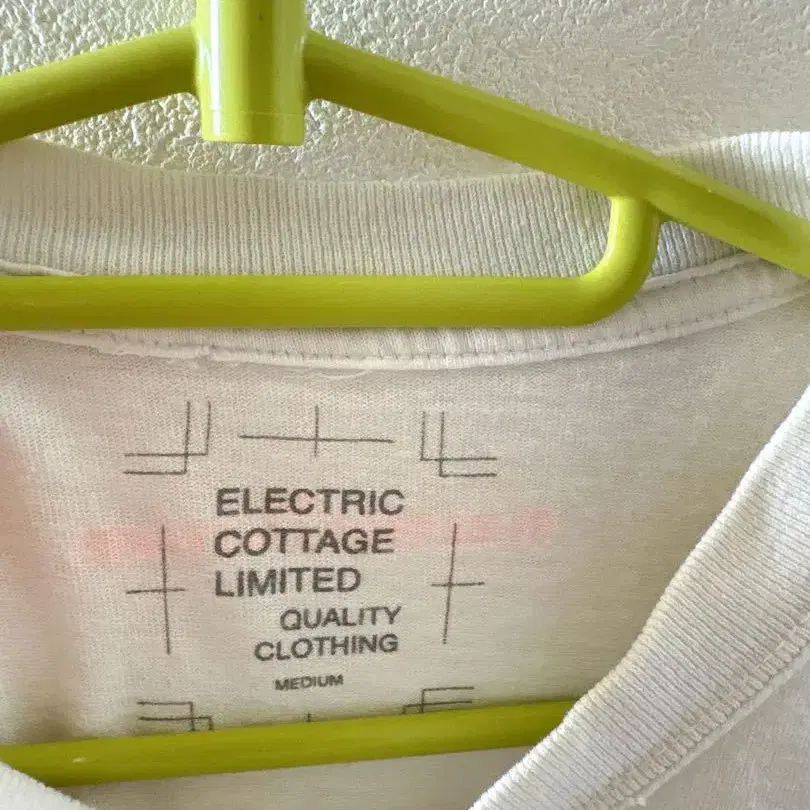 ELECTRIC
COTTAGE
LIMITED
QUALITY
CLOTHING
MEDIUM